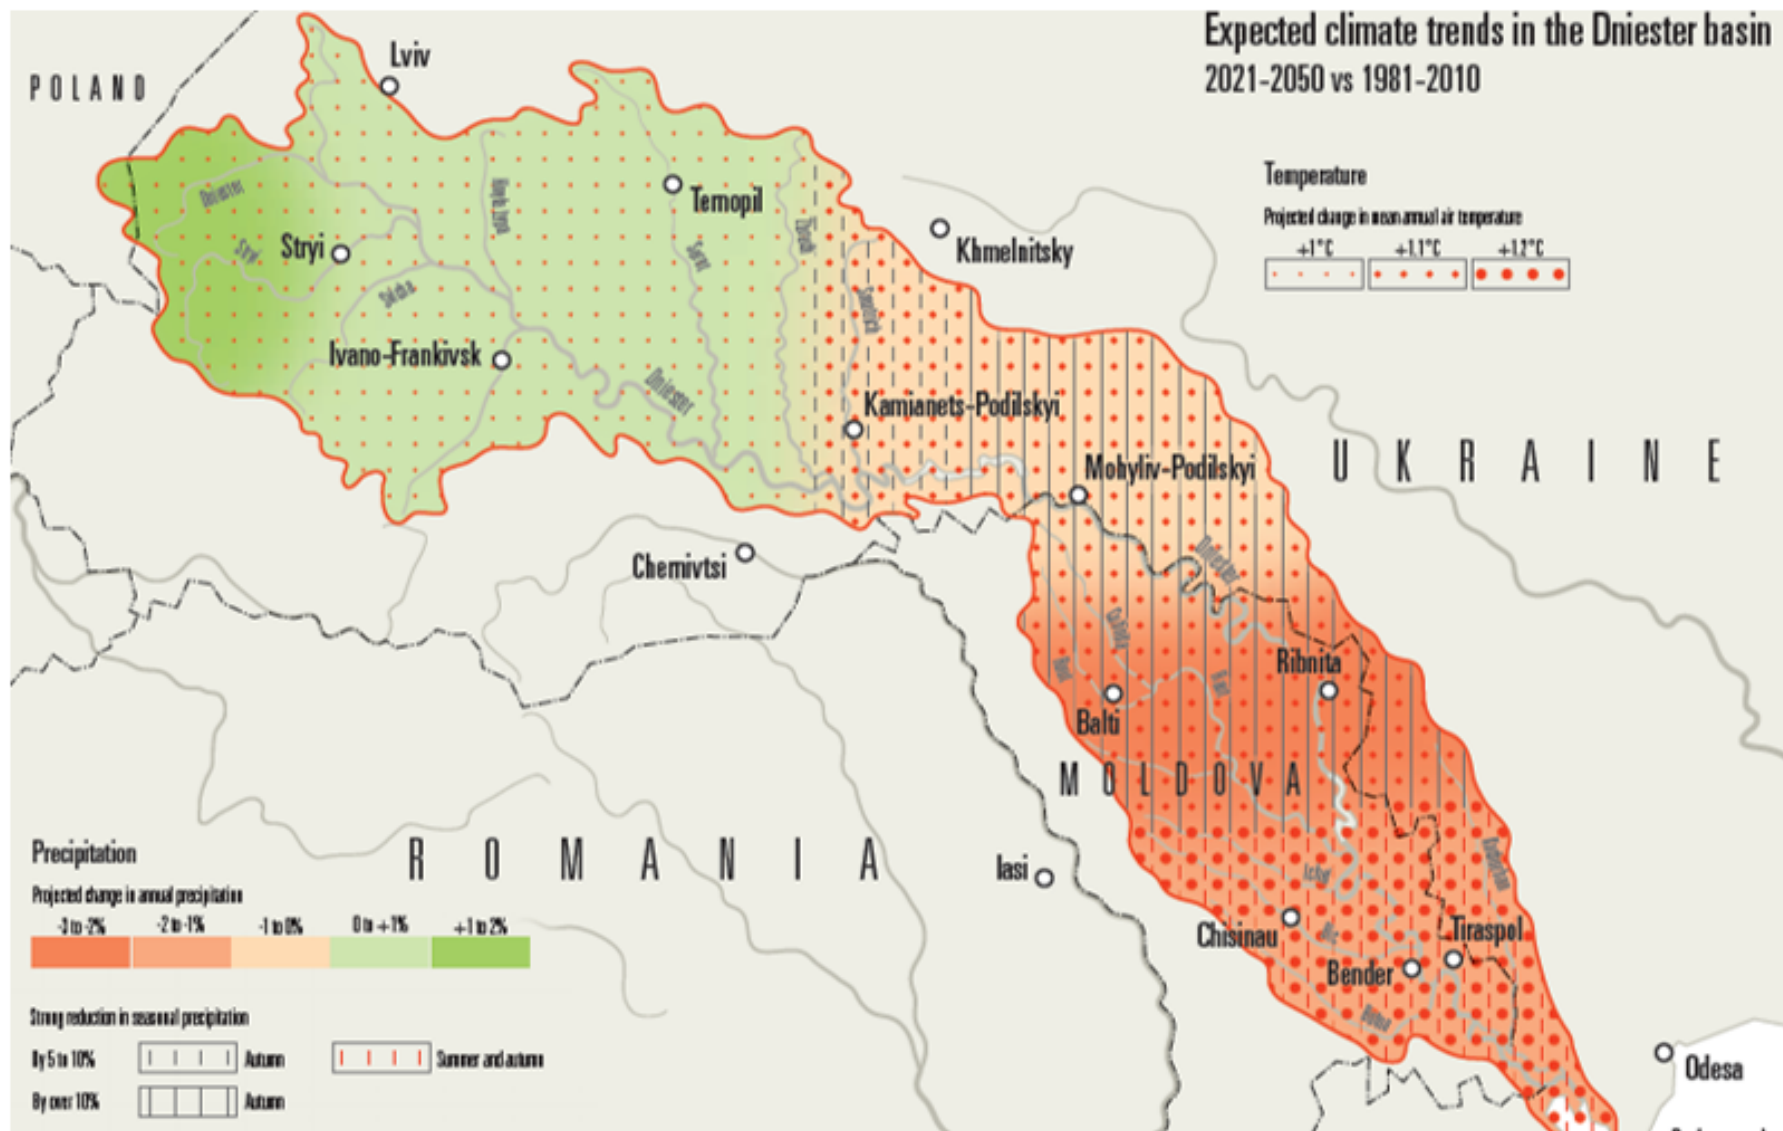 Expected climate trends in the Dniester basin
2021-2050 vs 1981-2010
POLAND
Lviv
Temperature
Projected change in mean annual air temperature
+1°C
+1.1°C
+1.2°C
Dniester
Ternopil
Stryi
Stryi
Seret
Zbruch
Khmelnitsky
Svicha
Smotrich
Ivano-Frankivsk
Dniester
Kamianets-Podilskyi
UKRAINE
Mohyliv-Podilskyi
Chernivtsi
Dniester
Ribnita
Balti
MOLDOVA
ROMANIA
Iasi
Ichel
Chisinau
Tiraspol
Bender
Odesa
Precipitation
Projected change in annual precipitation
-3 to -2%
-2 to -1%
-1 to 0%
0 to +1%
+1 to 2%
Strong reduction in seasonal precipitation
By 5 to 10%
Autumn
Summer and autumn
By over 10%
Autumn